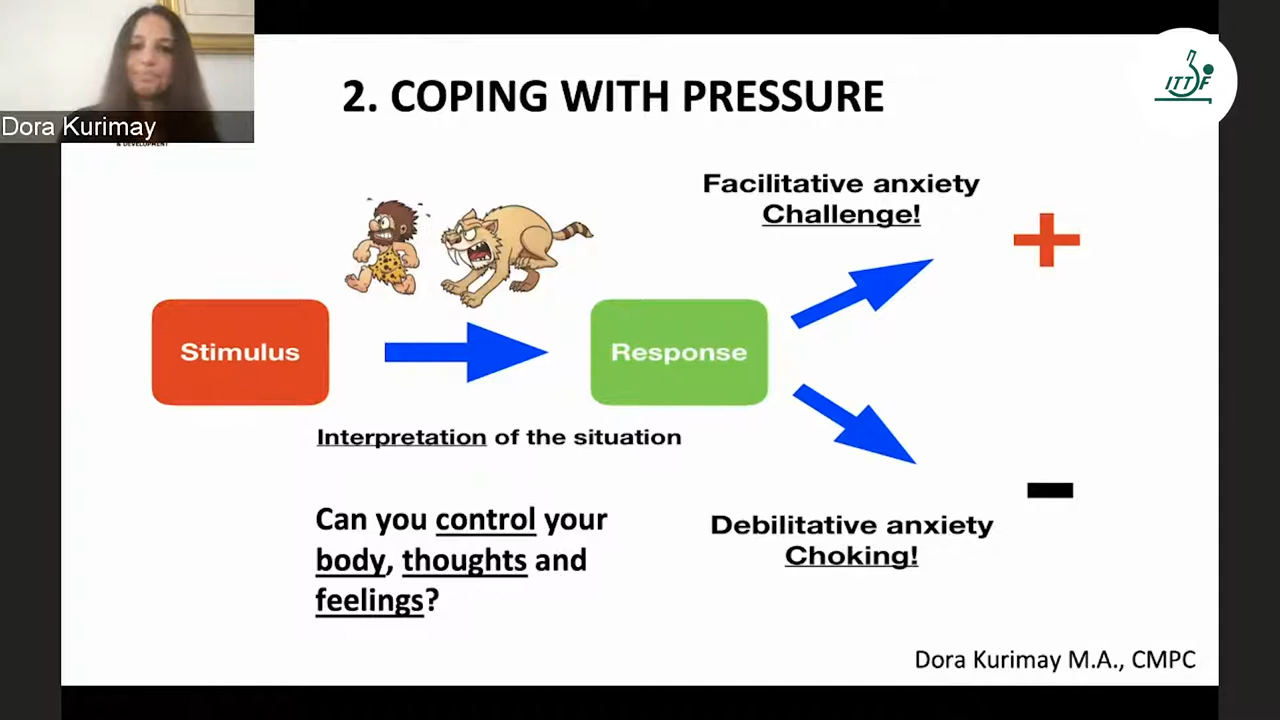 2. COPING WITH PRESSURE
ITTF
Dora Kurimay
& DEVELOPMENT
Facilitative anxiety
Challenge!
Stimulus
Response
Interpretation of the situation
Can you control your
body, thoughts and
feelings?
Debilitative anxiety
Choking!
Dora Kurimay M.A., CMPC